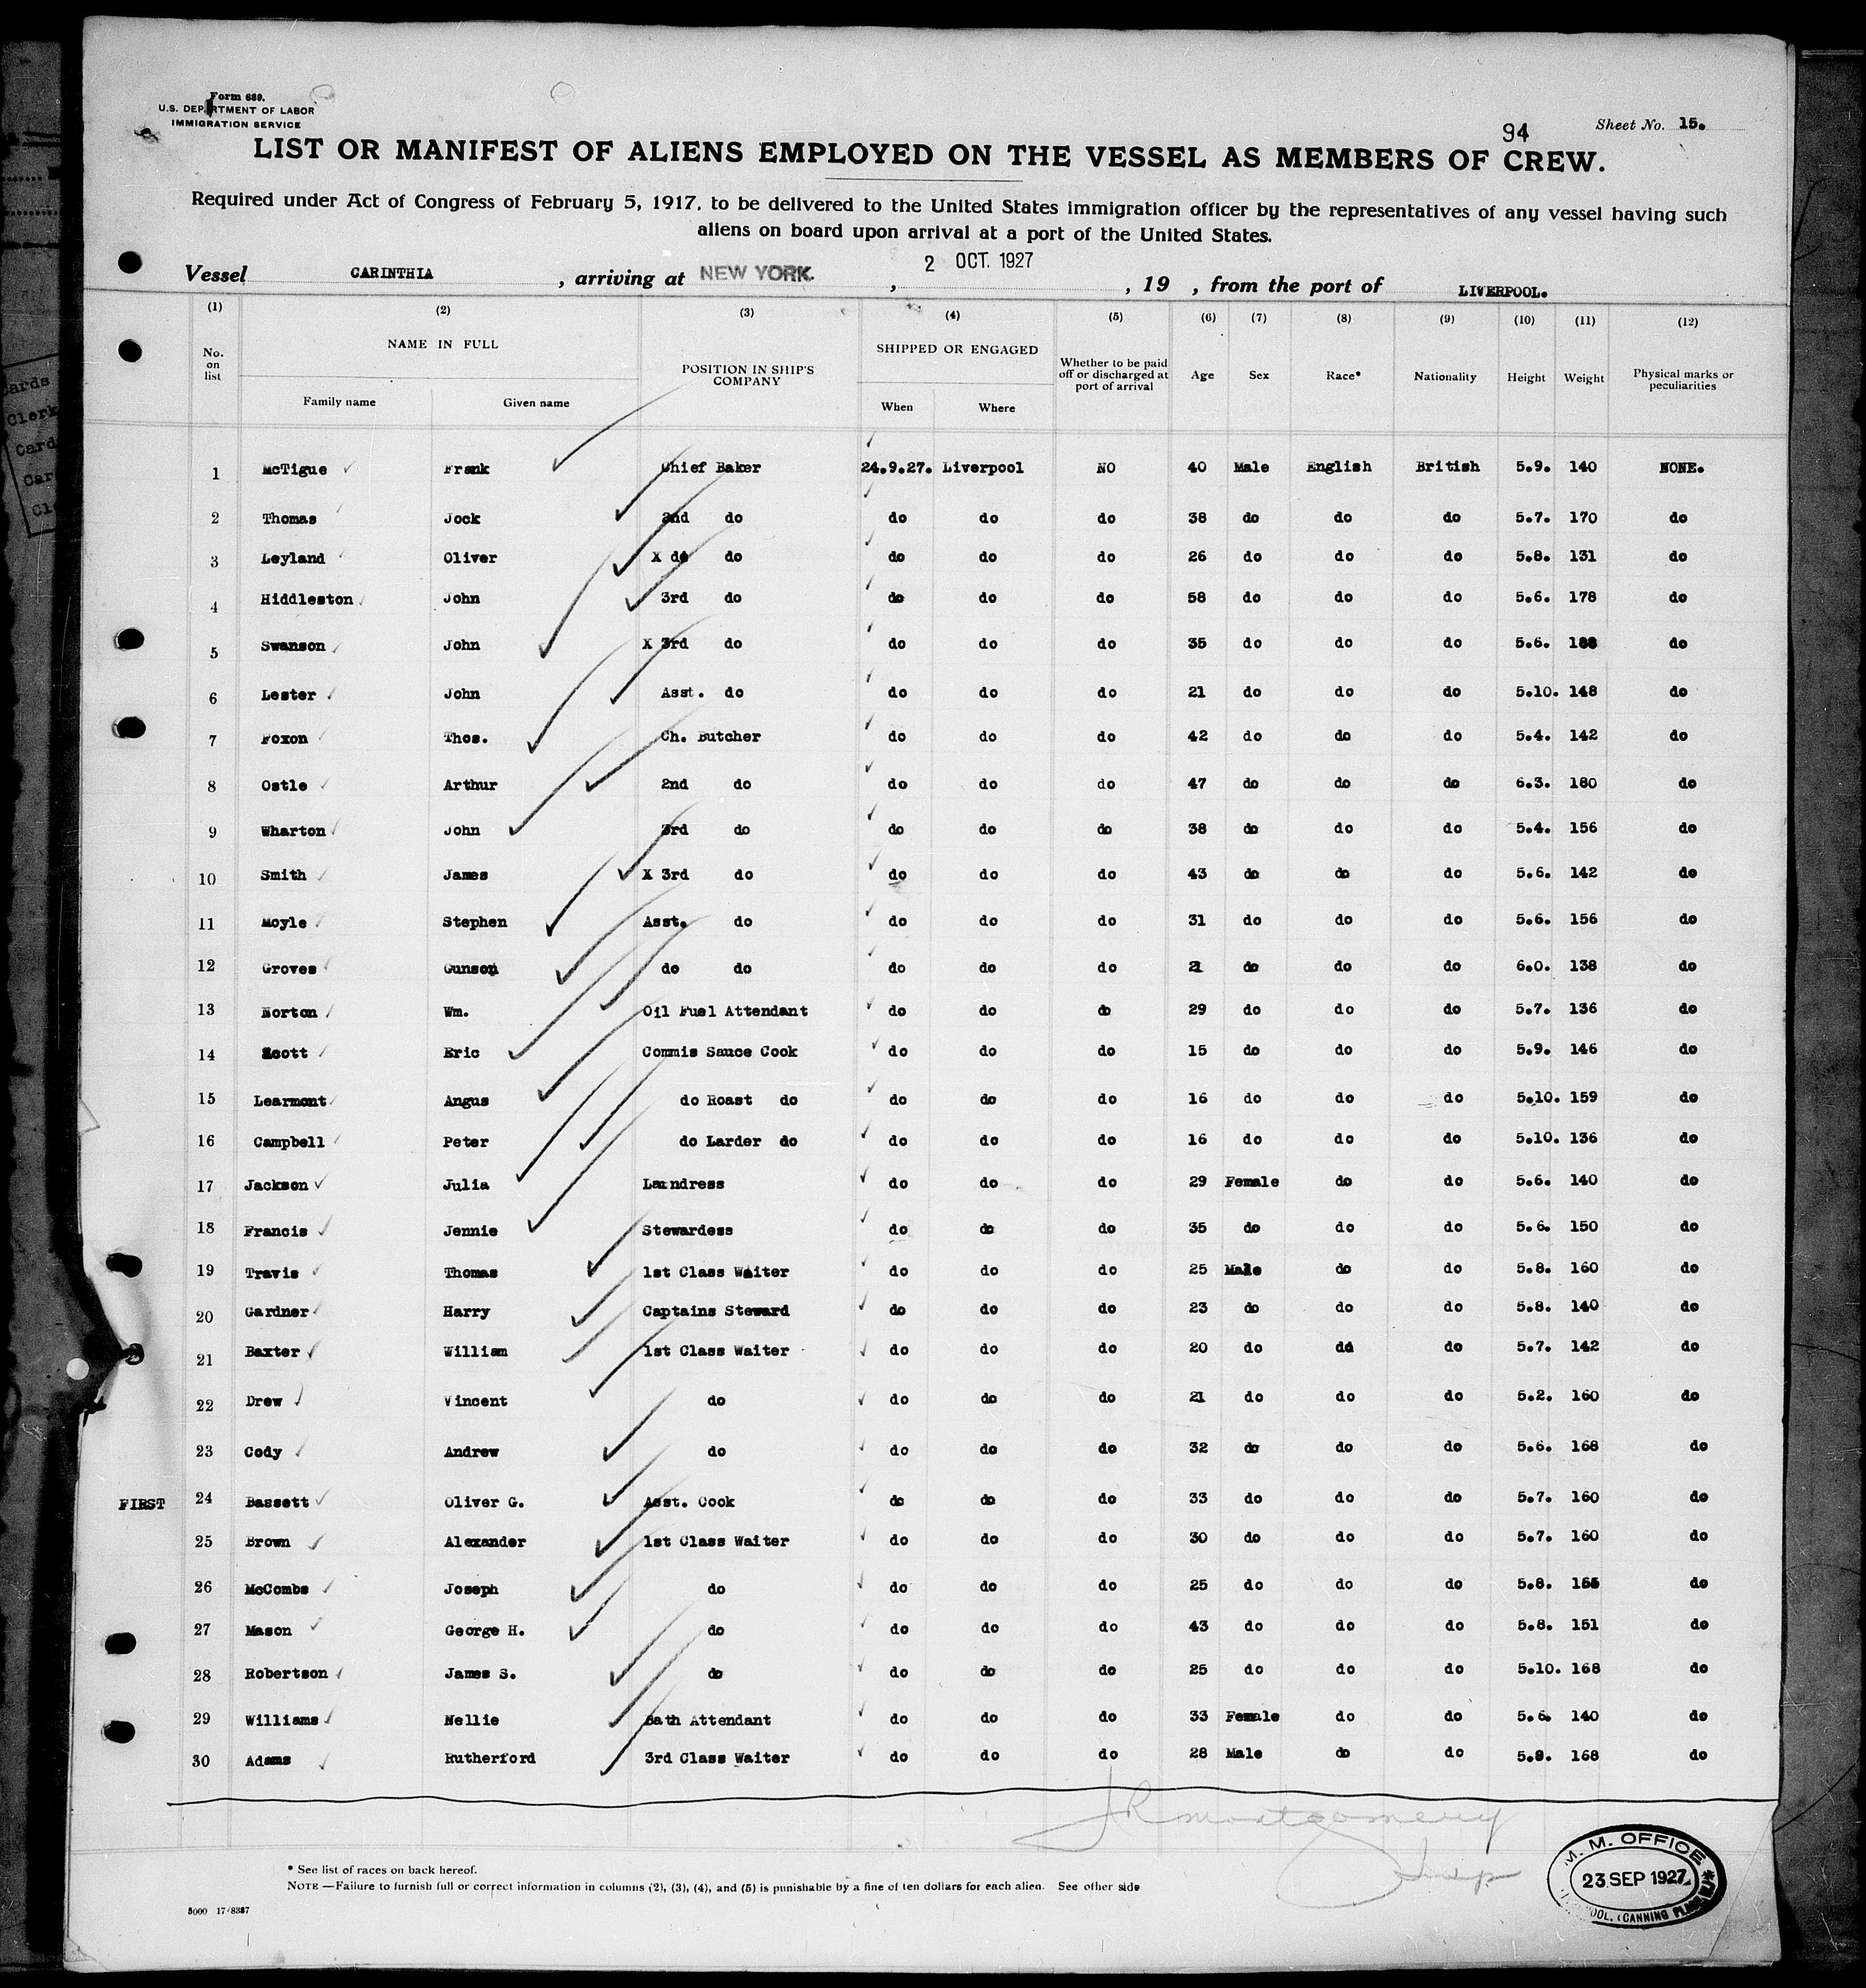 Form 689.
U.S. DEPARTMENT OF LABOR
IMMIGRATION SERVICE
94
Sheet No. 15.
LIST OR MANIFEST OF ALIENS EMPLOYED ON THE VESSEL AS MEMBERS OF CREW.
Required under Act of Congress of February 5, 1917, to be delivered to the United States immigration officer by the representatives of any vessel having such
aliens on board upon arrival at a port of the United States.
Vessel CARINTHIA , arriving at NEW YORK. , 2 OCT. 1927 , 19 , from the port of LIVERPOOL.
(1) (2) (3) (4) (5) (6) (7) (8) (9) (10) (11) (12)
No. on list NAME IN FULL Family name Given name POSITION IN SHIP'S COMPANY SHIPPED OR ENGAGED When Where Whether to be paid off or discharged at port of arrival Age Sex Race* Nationality Height Weight Physical marks or peculiarities
1 McTigue Frank Chief Baker 24.9.27. Liverpool NO 40 Male English British 5.9. 140 NONE.
2 Thomas Jock 2nd do do do do 38 do do do 5.7. 170 do
3 Leyland Oliver X do do do do do 26 do do do 5.8. 131 do
4 Hiddleston John 3rd do do do do 58 do do do 5.6. 178 do
5 Swanson John X 3rd do do do do 35 do do do 5.6. do
6 Lester John Asst. do do do do 21 do do do 5.10. 148 do
7 Foxon Thos. Ch. Butcher do do do 42 do do do 5.4. 142 do
8 Ostle Arthur 2nd do do do do 47 do do do 6.3. 180 do
9 Wharton John 3rd do do do do 38 do do do 5.4. 156 do
10 Smith James X 3rd do do do do 43 do do do 5.6. 142 do
11 Moyle Stephen Asst. do do do do 31 do do do 5.6. 156 do
12 Groves Gunson do do do do do 21 do do do 6.0. 138 do
13 Norton Wm. Oil Fuel Attendant do do do 29 do do do 5.7. 136 do
14 Scott Eric Commis Sauce Cook do do do 15 do do do 5.9. 146 do
15 Learmont Angus do Roast do do do do 16 do do do 5.10. 159 do
16 Campbell Peter do Larder do do do do 16 do do do 5.10. 136 do
17 Jackson Julia Laundress do do do 29 Female do do 5.6. 140 do
18 Francis Jennie Stewardess do do do 35 do do do 5.6. 150 do
19 Travis Thomas 1st Class Waiter do do do 25 Male do do 5.8. 160 do
20 Gardner Harry Captains Steward do do do 23 do do do 5.8. 140 do
21 Baxter William 1st Class Waiter do do do 20 do do do 5.7. 142 do
22 Drew Vincent do do do do 21 do do do 5.2. 160 do
23 Cody Andrew do do do do 32 do do do 5.6. 168 do
FIRST 24 Bassett Oliver G. Asst. Cook do do do 33 do do do 5.7. 160 do
25 Brown Alexander 1st Class Waiter do do do 30 do do do 5.7. 160 do
26 McCombs Joseph do do do do 25 do do do 5.8. 155 do
27 Mason George H. do do do do 43 do do do 5.8. 151 do
28 Robertson James S. do do do do 25 do do do 5.10. 168 do
29 Williams Nellie Bath Attendant do do do 33 Female do do 5.6. 140 do
30 Adams Rutherford 3rd Class Waiter do do do 28 Male do do 5.8. 168 do
JR Montgomery
Insp
* See list of races on back hereof.
NOTE —Failure to furnish full or correct information in columns (2), (3), (4), and (5) is punishable by a fine of ten dollars for each alien. See other side
5000 17/8327
M. M. OFFICE
23 SEP 1927
(CANNING
Cards
Clerk
Card